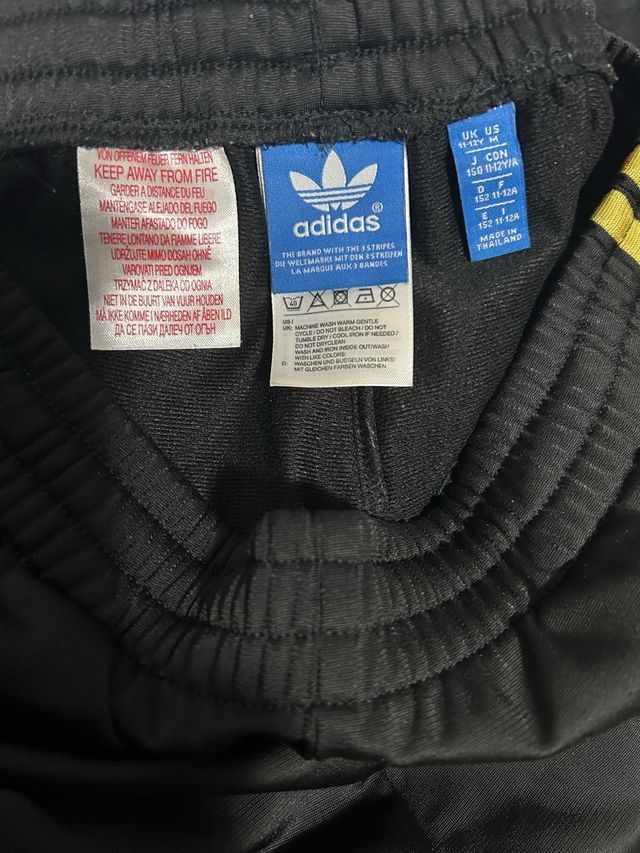 VON OFFENEM FEUER FERN HALTEN
KEEP AWAY FROM FIRE
GARDER A DISTANCE DU FEU
MANTENGASE ALEJADO DEL FUEGO
MANTER AFASTADO DO FOGO
TENERE LONTANO DA FIAMME LIBERE
UDRŽUJTE MIMO DOSAH OHNĚ
VAROVATI PRED OGNJEM
TRZYMAĆ Z DALEKA OD OGNIA
NIET IN DE BUURT VAN VUUR HOUDEN
MÅ IKKE KOMME I NÆRHEDEN AF ÅBEN ILD
ДА СЕ ПАЗИ ДАЛЕЧ ОТ ОГЪН
adidas ®
THE BRAND WITH THE 3 STRIPES
DIE WELTMARKE MIT DEN 3 STREIFEN
LA MARQUE AUX 3 BANDES
40
US /
UK: MACHINE WASH WARM GENTLE
CYCLE / DO NOT BLEACH / DO NOT
TUMBLE DRY / COOL IRON IF NEEDED /
DO NOT DRYCLEAN
WASH AND IRON INSIDE OUT/WASH
WITH LIKE COLORS
D: WASCHEN UND BUEGELN VON LINKS/
MIT GLEICHEN FARBEN WASCHEN
UK US
11-12Y M
J CDN
150 11-12Y/A
D F
152 11-12A
E I
152 11-12A
MADE IN
THAILAND